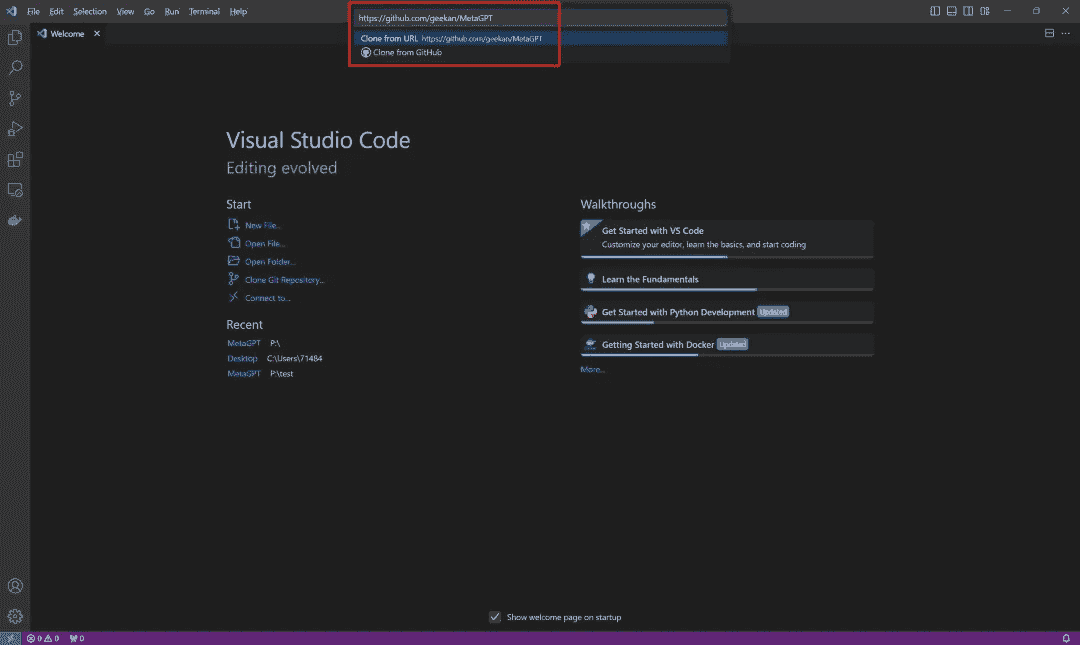 File Edit Selection View Go Run Terminal Help
https://github.com/geekan/MetaGPT
Clone from URL https://github.com/geekan/MetaGPT
Clone from GitHub
Welcome
Visual Studio Code
Editing evolved
Start
New File...
Open File...
Open Folder...
Clone Git Repository...
Connect to...
Recent
MetaGPT P:\
Desktop C:\Users\71484
MetaGPT P:\test
Walkthroughs
Get Started with VS Code
Customize your editor, learn the basics, and start coding
Learn the Fundamentals
Get Started with Python Development Updated
Getting Started with Docker Updated
More...
Show welcome page on startup
0 0 0